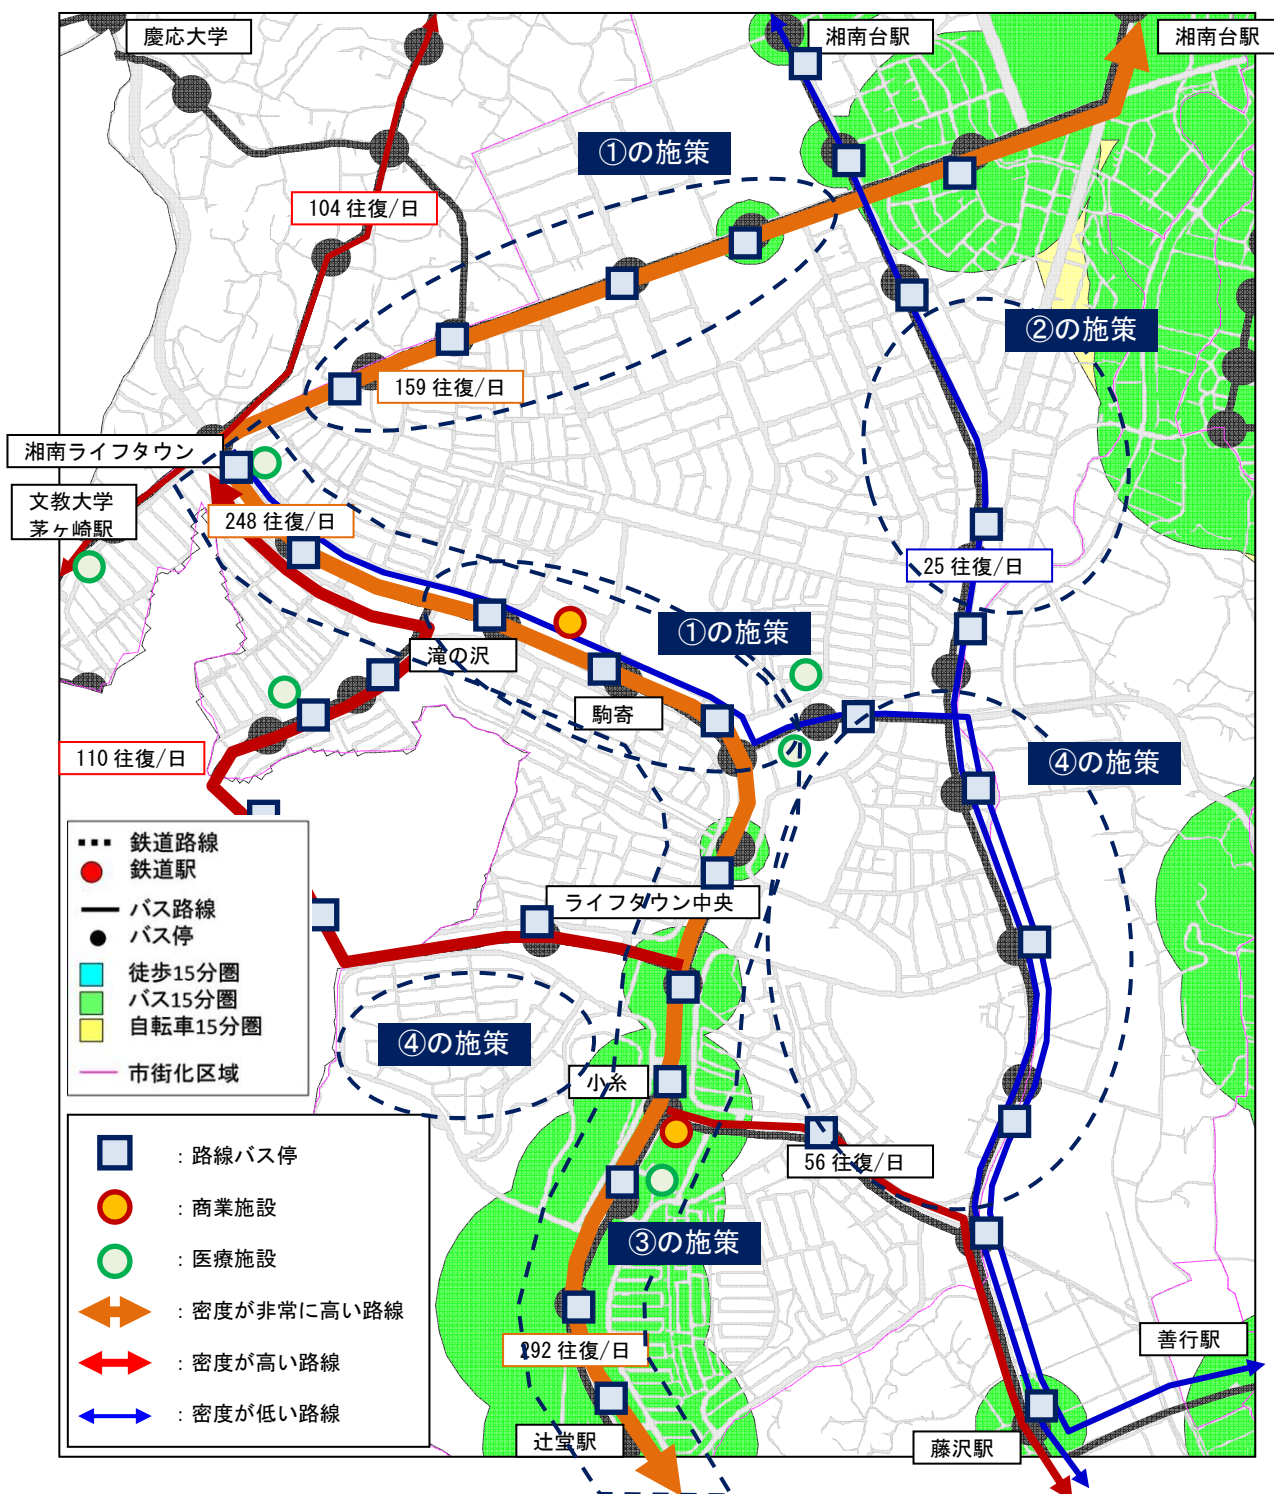 慶応大学
湘南台駅
湘南台駅
①の施策
104 往復/日
②の施策
159 往復/日
湘南ライフタウン
文教大学
茅ヶ崎駅
248 往復/日
25 往復/日
①の施策
滝の沢
駒寄
110 往復/日
④の施策
鉄道路線
鉄道駅
バス路線
バス停
徒歩15分圏
バス15分圏
自転車15分圏
市街化区域
ライフタウン中央
④の施策
小糸
56 往復/日
：路線バス停
：商業施設
：医療施設
：密度が非常に高い路線
：密度が高い路線
：密度が低い路線
③の施策
292 往復/日
善行駅
辻堂駅
藤沢駅